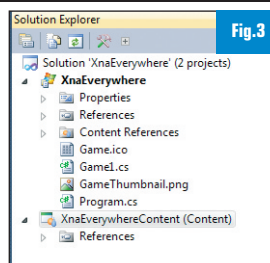 Solution Explorer
Fig.3
Solution 'XnaEverywhere' (2 projects)
XnaEverywhere
Properties
References
Content References
Game.ico
Game1.cs
GameThumbnail.png
Program.cs
XnaEverywhereContent (Content)
References